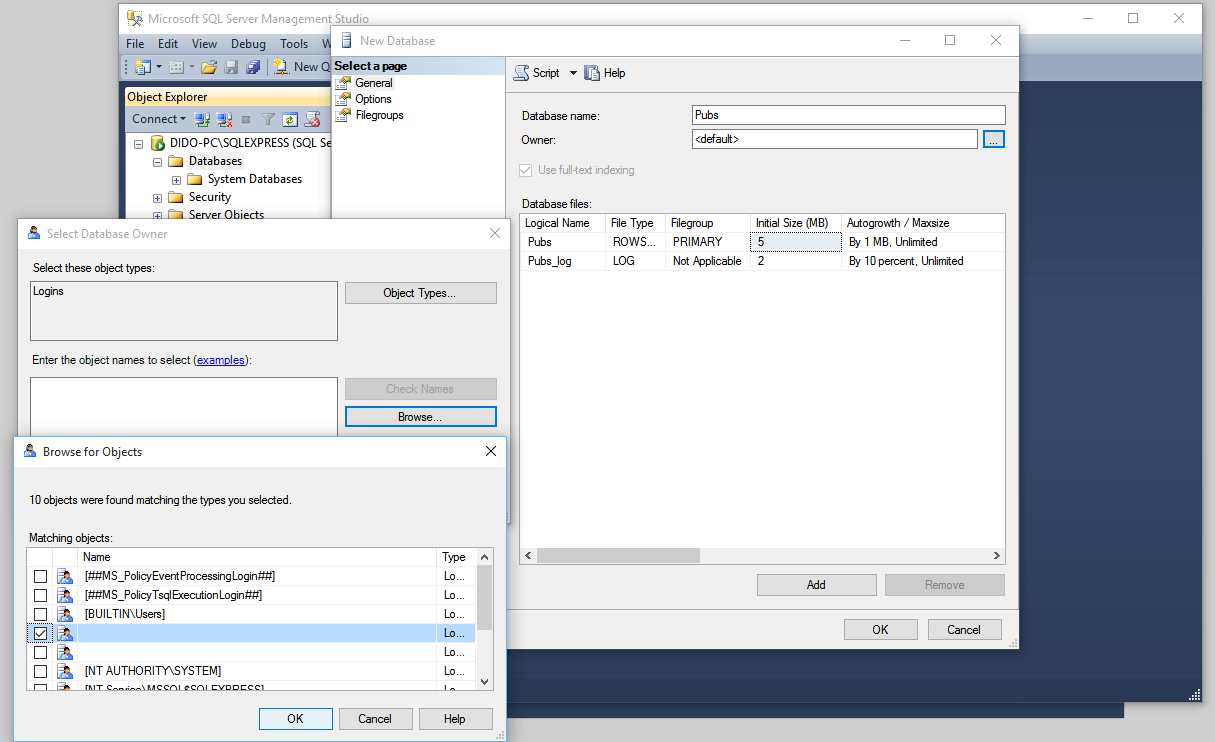 Microsoft SQL Server Management Studio
File Edit View Debug Tools W
New Q
Object Explorer
Connect
DIDO-PC\SQLEXPRESS (SQL Se
Databases
System Databases
Security
Server Objects
New Database
Select a page
General
Options
Filegroups
Script Help
Database name: Pubs
Owner: <default> ...
Use full-text indexing
Database files:
Logical Name File Type Filegroup Initial Size (MB) Autogrowth / Maxsize
Pubs ROWS... PRIMARY 5 By 1 MB, Unlimited
Pubs_log LOG Not Applicable 2 By 10 percent, Unlimited
Add Remove
OK Cancel
Select Database Owner
Select these object types:
Logins
Object Types...
Enter the object names to select (examples):
Check Names
Browse...
Browse for Objects
10 objects were found matching the types you selected.
Matching objects:
Name Type
[##MS_PolicyEventProcessingLogin##] Lo...
[##MS_PolicyTsqlExecutionLogin##] Lo...
[BUILTIN\Users] Lo...
Lo...
Lo...
[NT AUTHORITY\SYSTEM] Lo...
[NT Service\MSSQL$SQLEXPRESS] Lo
OK Cancel Help